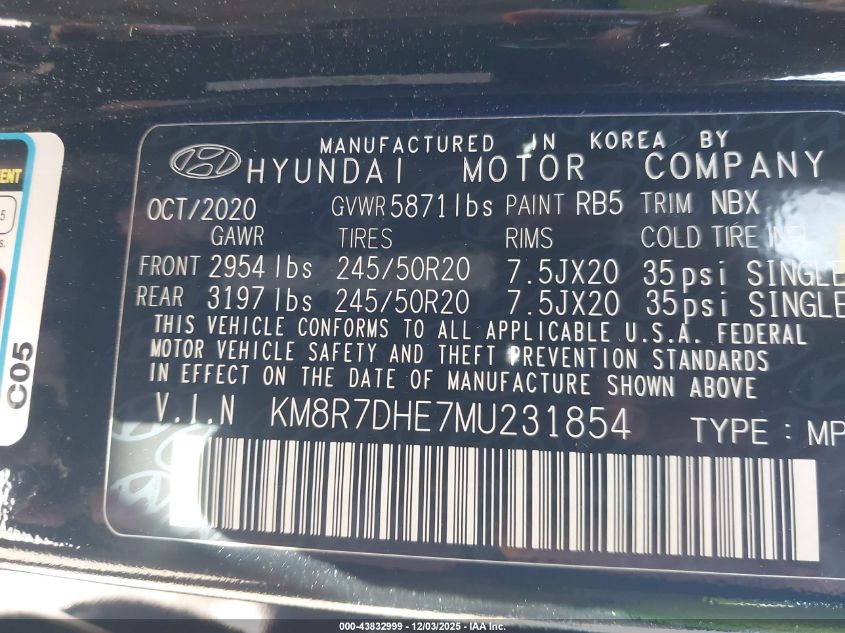 MANUFACTURED IN KOREA BY
HYUNDAI MOTOR COMPANY
OCT/2020 GVWR 5871lbs PAINT RB5 TRIM NBX
GAWR TIRES RIMS COLD TIRE
FRONT 2954 lbs 245/50R20 7.5JX20 35psi SINGLE
REAR 3197 lbs 245/50R20 7.5JX20 35psi SINGLE
THIS VEHICLE CONFORMS TO ALL APPLICABLE U.S.A. FEDERAL
MOTOR VEHICLE SAFETY AND THEFT PREVENTION STANDARDS
IN EFFECT ON THE DATE OF MANUFACTURE SHOWN ABOVE
V.I.N KM8R7DHE7MU231854 TYPE : MP
C05
000-43832999 - 12/03/2025 - IAA Inc.